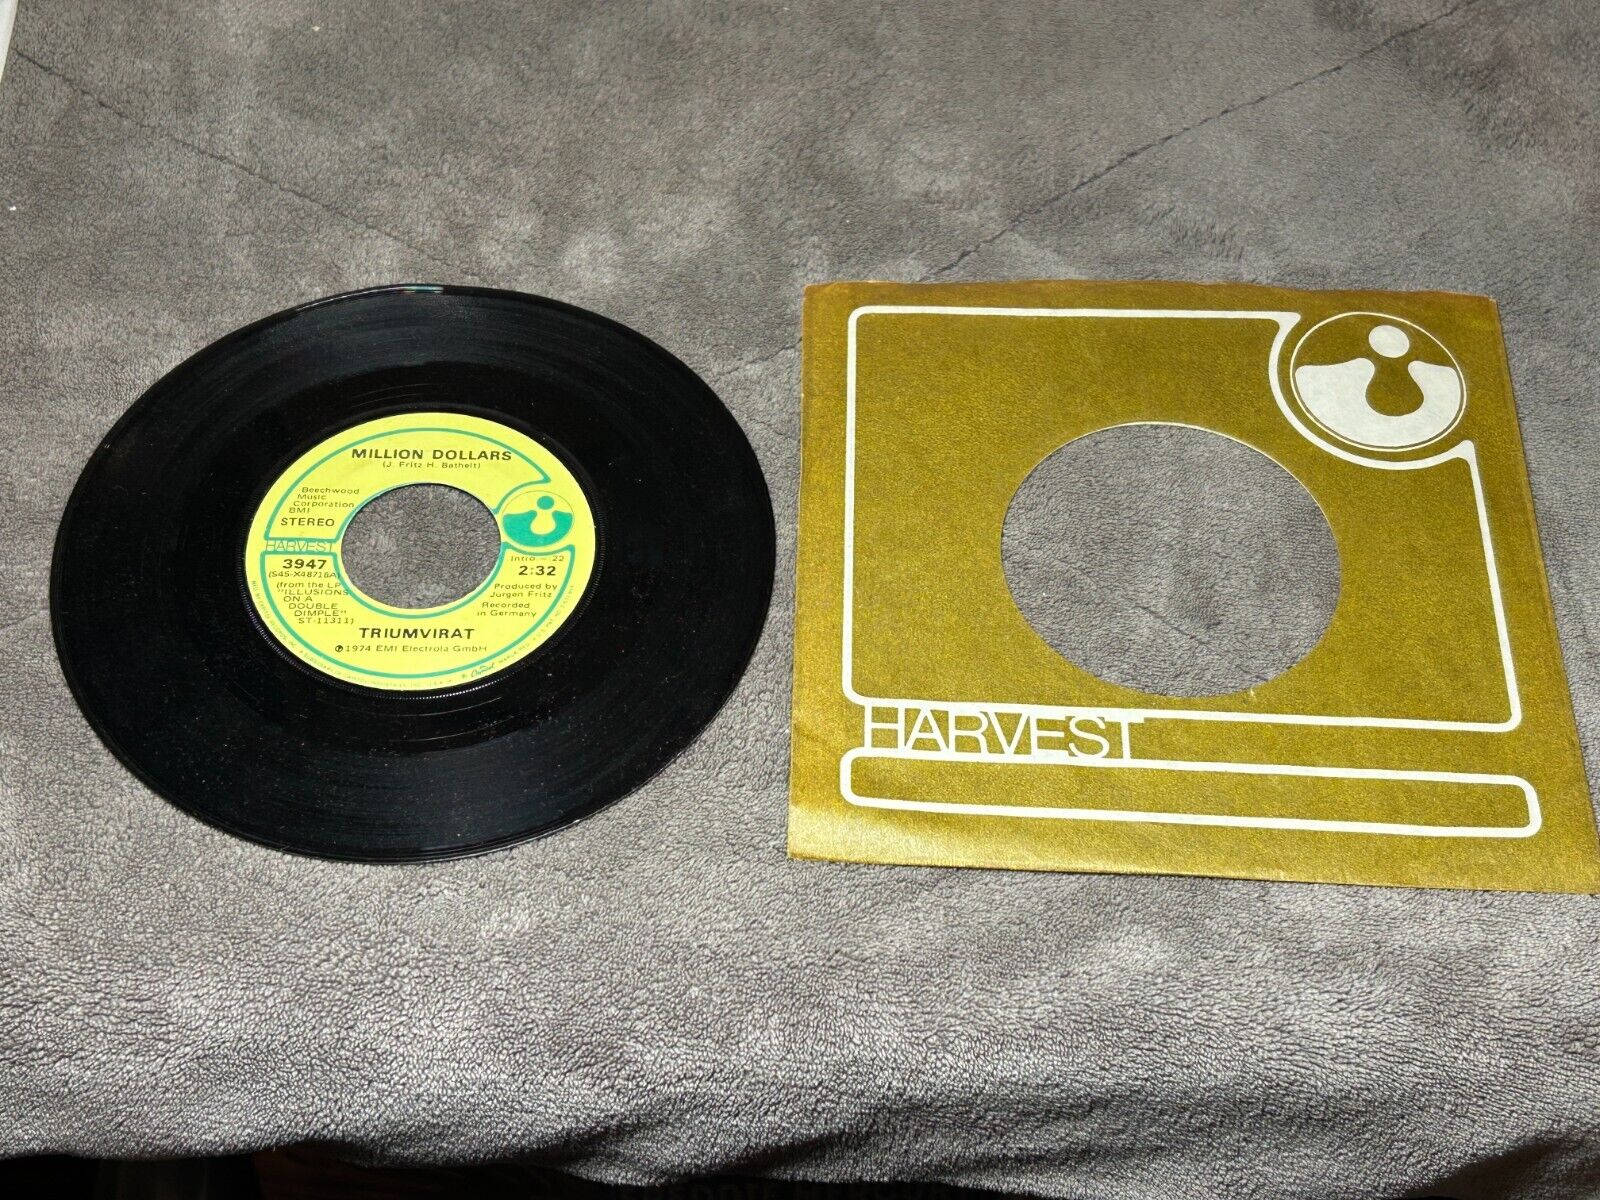 MILLION DOLLARS
(J. Fritz H. Bathelt)
Beechwood
Music
Corporation
BMI
STEREO
HARVEST
3947
(S45-X48716A)
(from the LP
"ILLUSIONS
ON A
DOUBLE
DIMPLE"
ST-11311)
Intro - :22
2:32
Produced by
Jurgen Fritz
Recorded
in Germany
TRIUMVIRAT
℗1974 EMI Electrola GmbH
Capitol
HARVEST